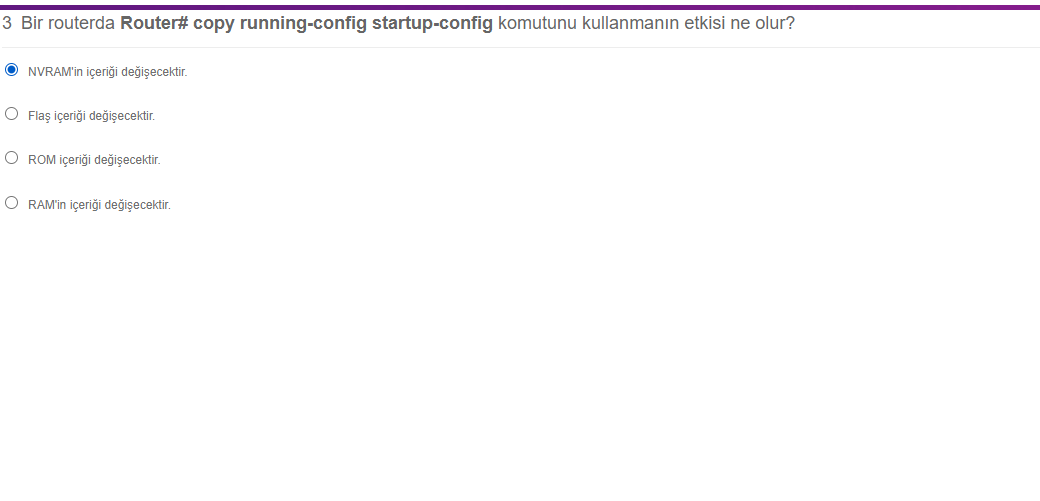 3 Bir routerda Router# copy running-config startup-config komutunu kullanmanın etkisi ne olur?
NVRAM'in içeriği değişecektir.
Flaş içeriği değişecektir.
ROM içeriği değişecektir.
RAM'in içeriği değişecektir.